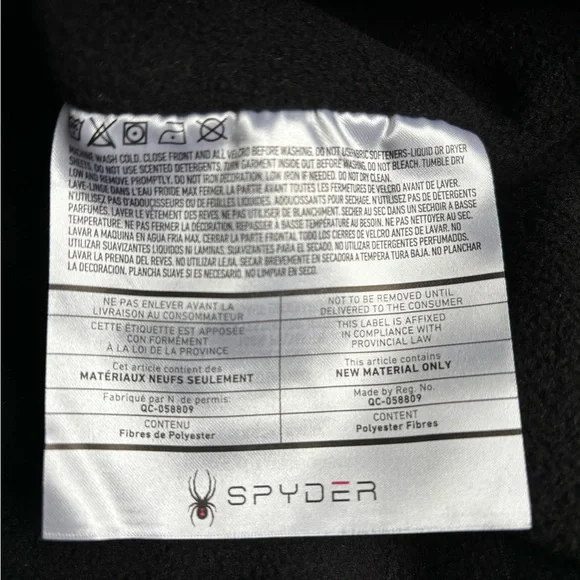 MACHINE WASH COLD. CLOSE FRONT AND ALL VELCRO BEFORE WASHING. DO NOT USE FABRIC SOFTENERS-LIQUID OR DRYER
SHEETS. DO NOT USE SCENTED DETERGENTS. TURN GARMENT INSIDE OUT BEFORE WASHING. DO NOT BLEACH. TUMBLE DRY
LOW AND REMOVE PROMPTLY. DO NOT IRON DECORATION. LOW IRON IF NEEDED. DO NOT DRY CLEAN.
LAVE-LINGE DANS L'EAU FROIDE MAX FERMER LA PARTIE AVANT TOUTES LES FERMETURES DE VELCRO AVANT DE LAVER.
N'UTILISEZ PAS D'ADOUCISSEURS OU DE FEUILLES LIQUIDES. ADOUCISSANTS POUR SECHAGE. N'UTILISEZ PAS DE DÉTERGENTS
PARFUMÉS. LAVER LE VÊTEMENT DES REVES. NE PAS UTILISER DE BLANCHIMENT. SÉCHER AU SEC DANS UN SECHOIR A BASSE
TEMPERATURE. NE PAS FERMER LA DÉCORATION. REPASSER À BASSE TEMPÉRATURE AU BESOIN. NE PAS NETTOYER AU SEC.
LAVAR A MAQUINA EN AGUA FRIA MAX, CERRAR LA PARTE FRONTAL TODO LOS CIERRES DE VELCRO ANTES DE LAVAR. NO
UTILIZAR SUAVIZANTES LIQUIDOS NI LAMINAS, SUAVIZANTES PARA EL SECADO. NO UTILIZAR DETERGENTES PERFUMADOS.
LAVAR LA PRENDA DEL REVES. NO UTILIZAR LEJIA, SECAR BREVEMENTE EN SECADORA A TEMPERATURA BAJA. NO PLANCHAR
LA DECORACION. PLANCHA SUAVE SI ES NECESARIO. NO LIMPIAR EN SECO.
NE PAS ENLEVER AVANT LA
LIVRAISON AU CONSOMMATEUR
NOT TO BE REMOVED UNTIL
DELIVERED TO THE CONSUMER
CETTE ÉTIQUETTE EST APPOSÉE
CON FORMÉMENT
À LA LOI DE LA PROVINCE
THIS LABEL IS AFFIXED
IN COMPLIANCE WITH
PROVINCIAL LAW
Cet article contient des
MATÉRIAUX NEUFS SEULEMENT
This article contains
NEW MATERIAL ONLY
Fabriqué par N. de permis:
QC-058809
Made by Reg. No.
QC-058809
CONTENU
Fibres de Polyester
CONTENT
Polyester Fibres
SPYDER